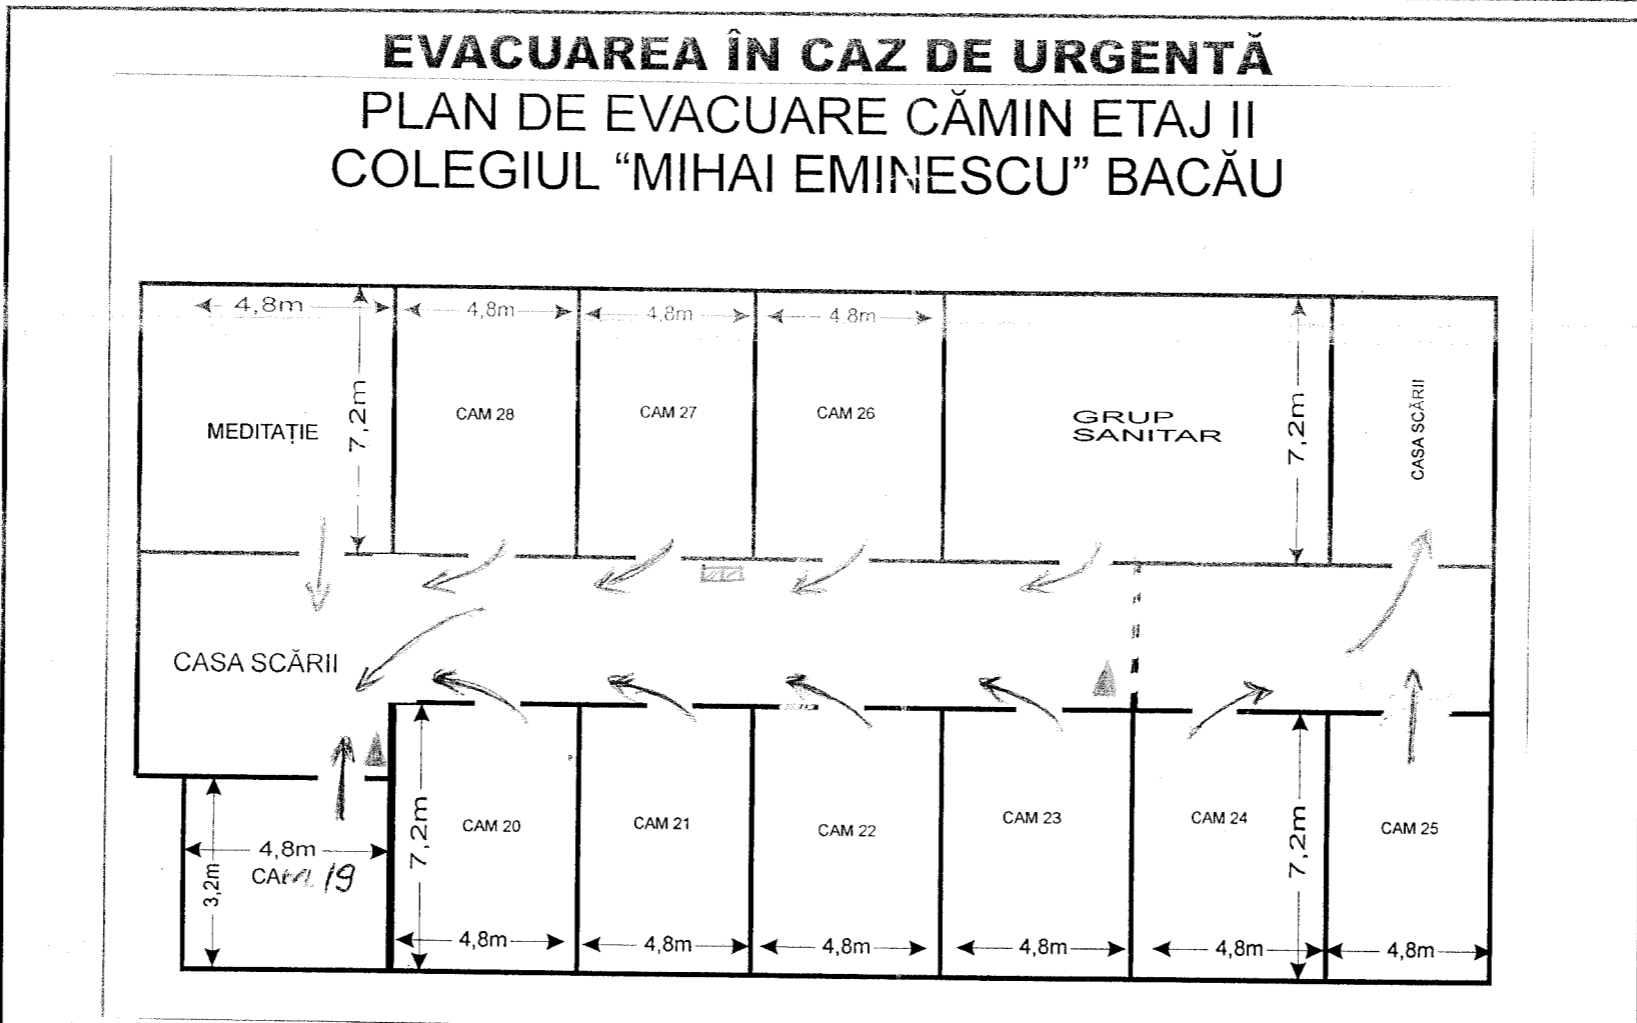 EVACUAREA ÎN CAZ DE URGENTĂ
PLAN DE EVACUARE CĂMIN ETAJ II
COLEGIUL “MIHAI EMINESCU” BACĂU
4,8m
4,8m
4,8m
4,8m
7,2m
7,2m
MEDITAȚIE
CAM 28
CAM 27
CAM 26
GRUP
SANITAR
CASA SCĂRII
CASA SCĂRII
3,2m
4,8m
CAM 19
7,2m
CAM 20
CAM 21
CAM 22
CAM 23
CAM 24
7,2m
CAM 25
4,8m
4,8m
4,8m
4,8m
4,8m
4,8m